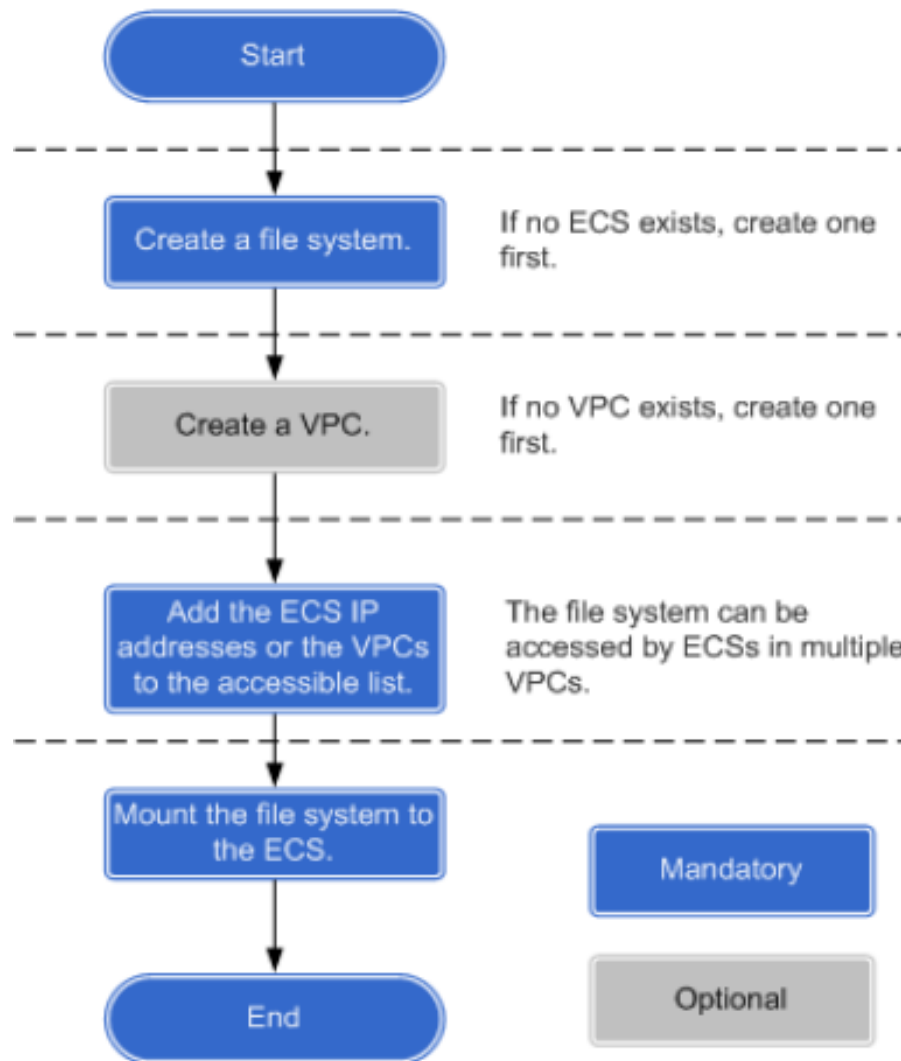 Start
Create a file system.
If no ECS exists, create one
first.
Create a VPC.
If no VPC exists, create one
first.
Add the ECS IP
addresses or the VPCs
to the accessible list.
The file system can be
accessed by ECSs in multiple
VPCs.
Mount the file system to
the ECS.
Mandatory
Optional
End